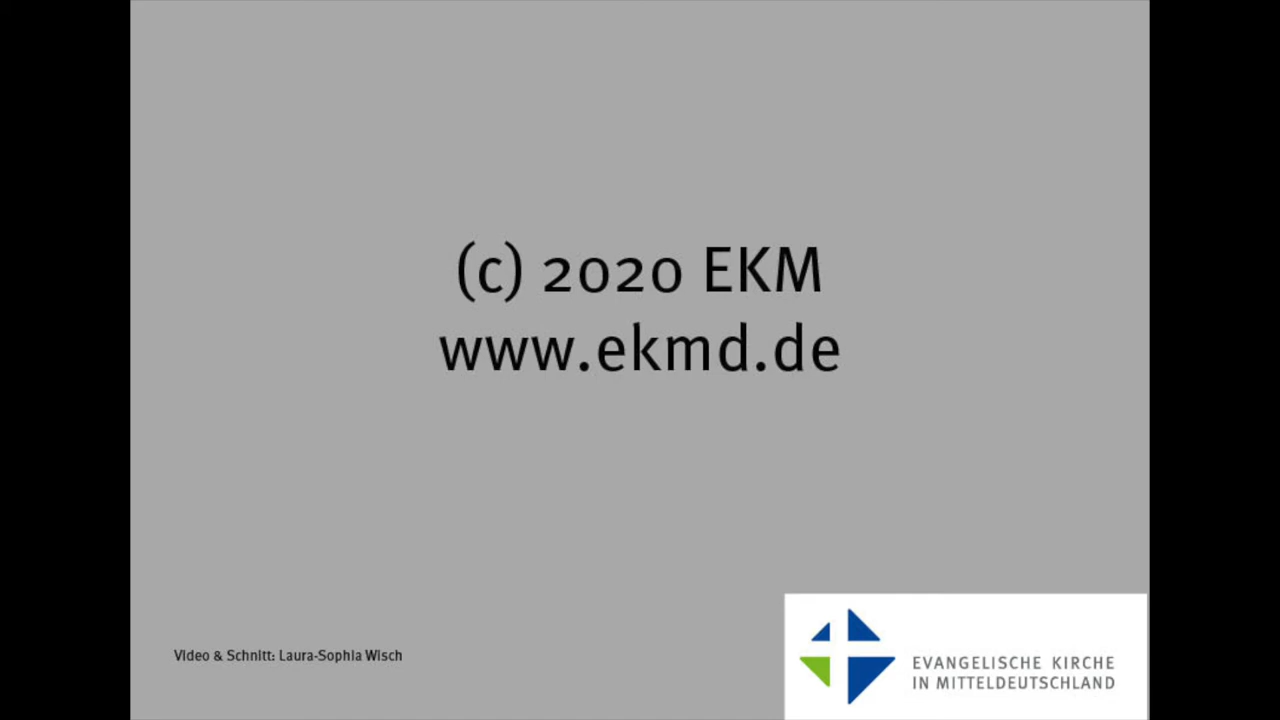 (c) 2020 EKM
www.ekmd.de
Video & Schnitt: Laura-Sophia Wisch
EVANGELISCHE KIRCHE
IN MITTELDEUTSCHLAND